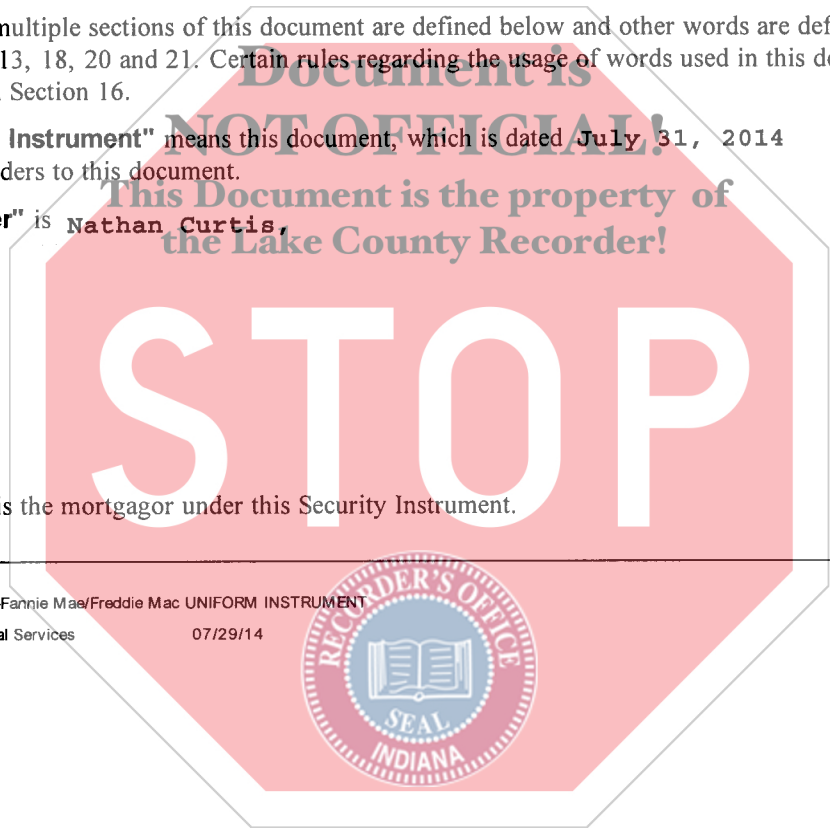 multiple sections of this document are defined below and other words are def
13, 18, 20 and 21. Certain rules regarding the usage of words used in this do
Section 16.
Document is
NOT OFFICIAL!
This Document is the property of
the Lake County Recorder!
Instrument" means this document, which is dated July 31, 2014
ders to this document.
er" is Nathan Curtis,
STOP
is the mortgagor under this Security Instrument.
-Fannie Mae/Freddie Mac UNIFORM INSTRUMENT
al Services 07/29/14
RECORDER'S OFFICE
SEAL
INDIANA